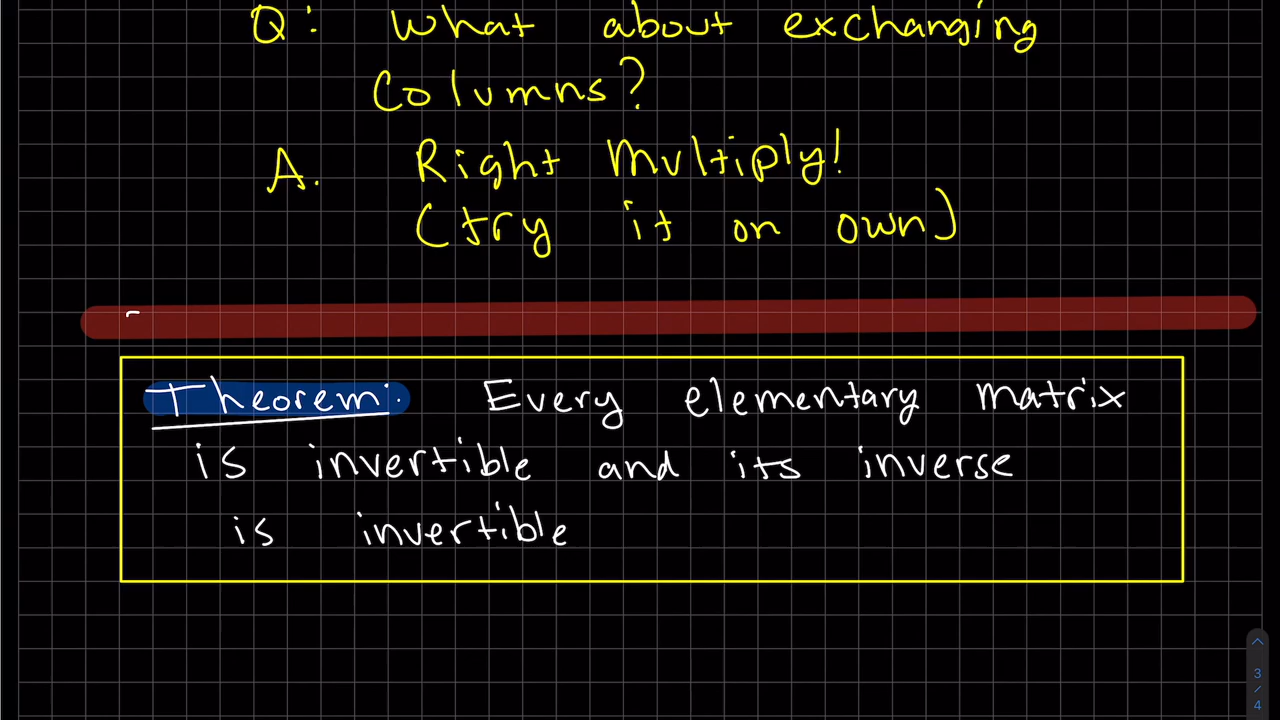 Q: What about exchanging
Columns?
A. Right Multiply!
(try it on own)
Theorem: Every elementary matrix
is invertible and its inverse
is invertible
3
/
4